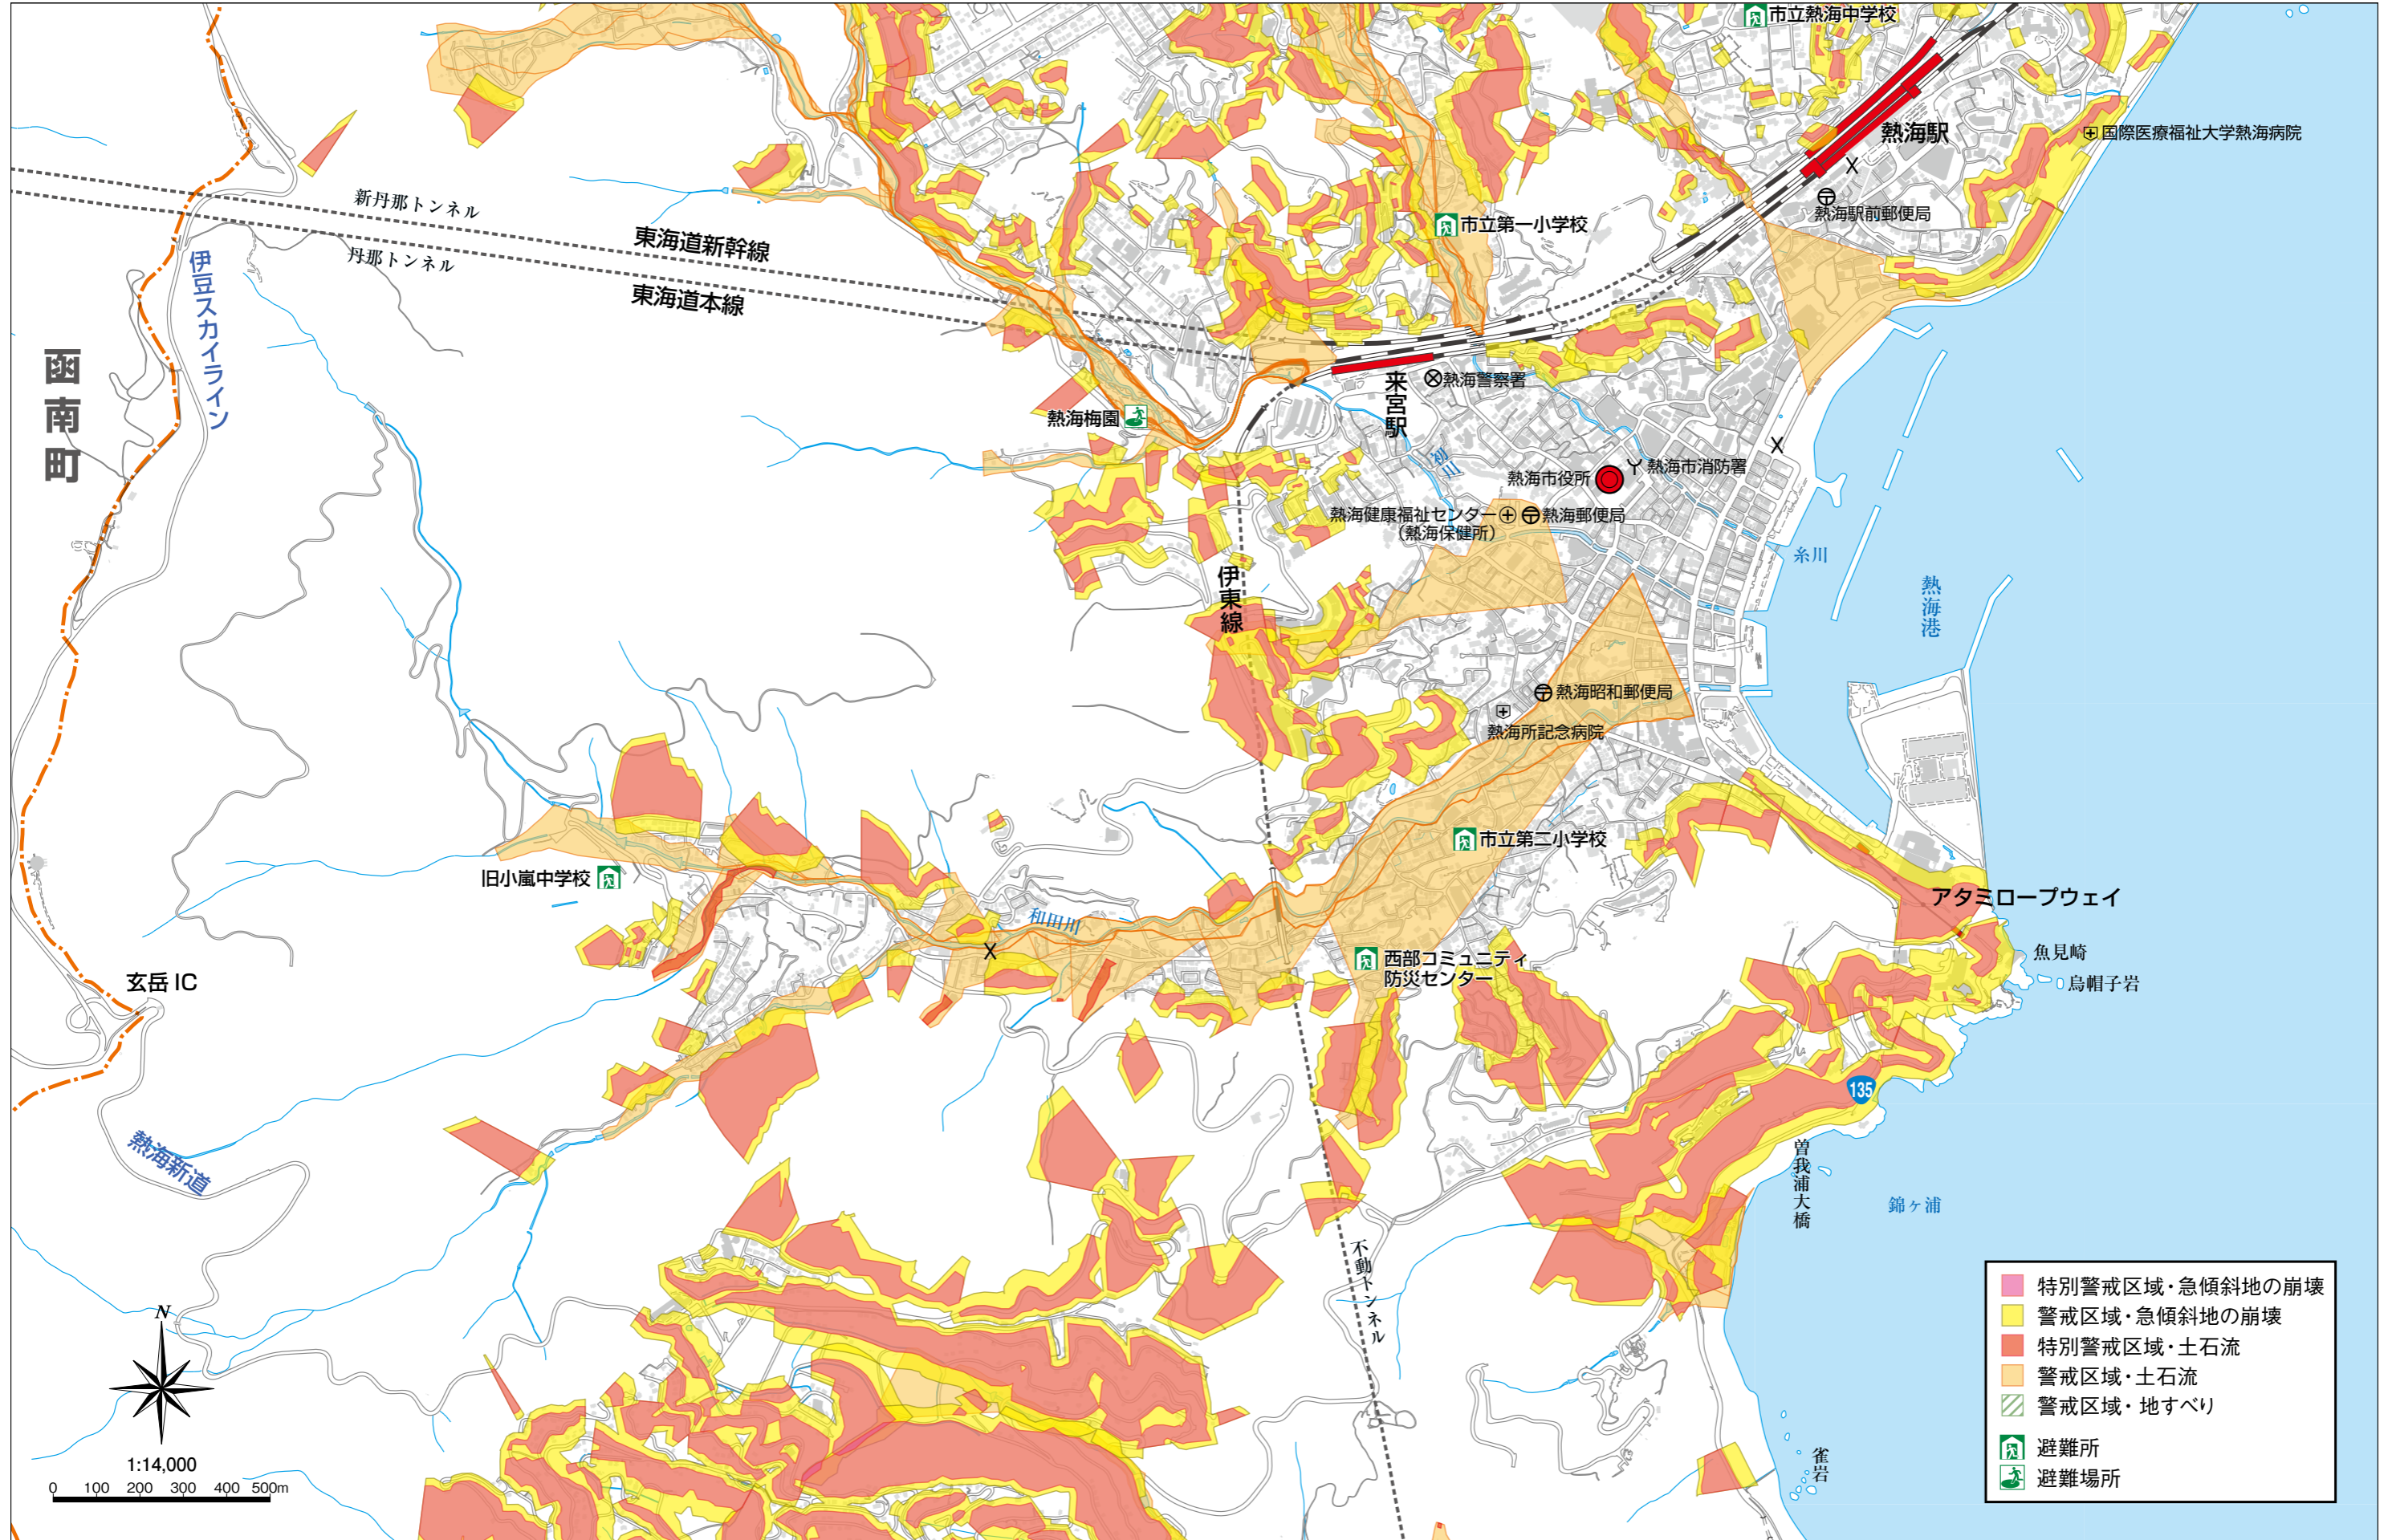 市立熱海中学校
熱海駅
国際医療福祉大学熱海病院
熱海駅前郵便局
新丹那トンネル
東海道新幹線
丹那トンネル
東海道本線
市立第一小学校
伊豆スカイライン
函南町
熱海梅園
来宮駅
熱海警察署
初川
熱海市役所
熱海市消防署
熱海健康福祉センター
(熱海保健所)
熱海郵便局
糸川
熱海港
伊東線
熱海昭和郵便局
熱海所記念病院
市立第二小学校
旧小嵐中学校
和田川
アタミロープウェイ
西部コミュニティ
防災センター
魚見崎
烏帽子岩
玄岳 IC
135
熱海新道
曽我浦大橋
錦ヶ浦
不動トンネル
雀岩
N
1:14,000
0 100 200 300 400 500m
特別警戒区域・急傾斜地の崩壊
警戒区域・急傾斜地の崩壊
特別警戒区域・土石流
警戒区域・土石流
警戒区域・地すべり
避難所
避難場所